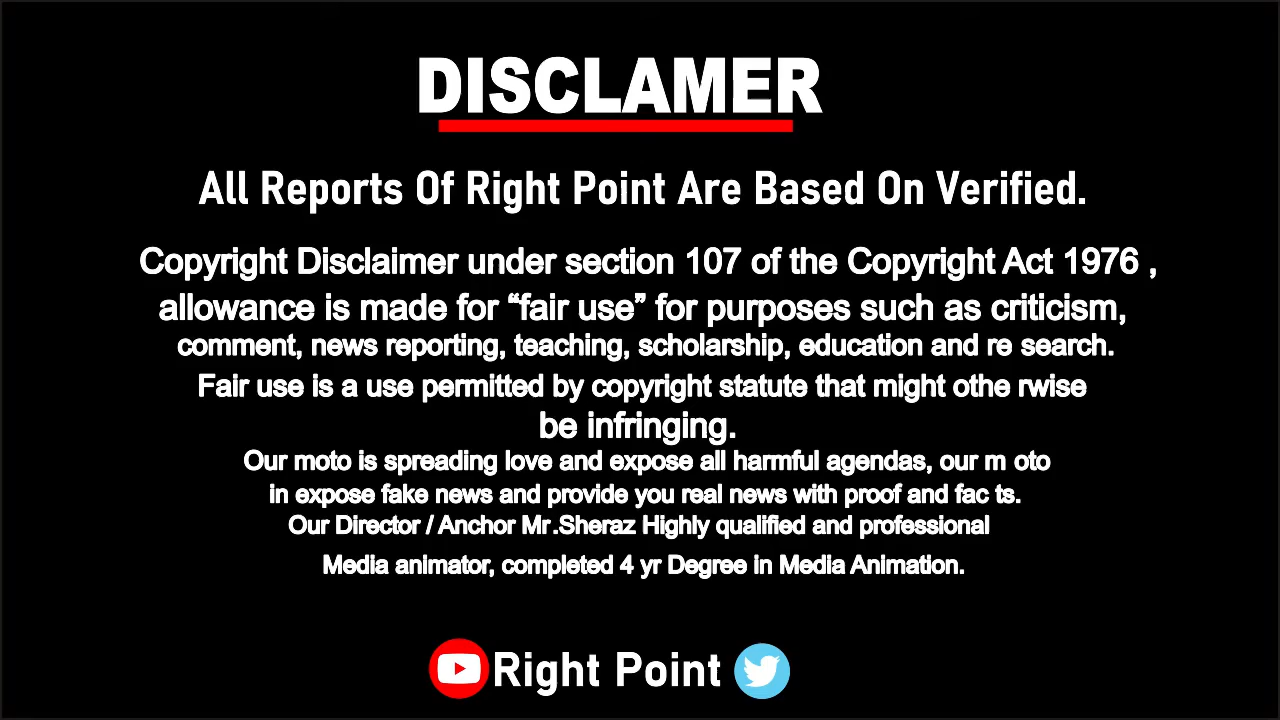 DISCLAMER
All Reports Of Right Point Are Based On Verified.
Copyright Disclaimer under section 107 of the Copyright Act 1976 ,
allowance is made for “fair use” for purposes such as criticism,
comment, news reporting, teaching, scholarship, education and re search.
Fair use is a use permitted by copyright statute that might othe rwise
be infringing.
Our moto is spreading love and expose all harmful agendas, our m oto
in expose fake news and provide you real news with proof and fac ts.
Our Director / Anchor Mr.Sheraz Highly qualified and professional
Media animator, completed 4 yr Degree in Media Animation.
Right Point